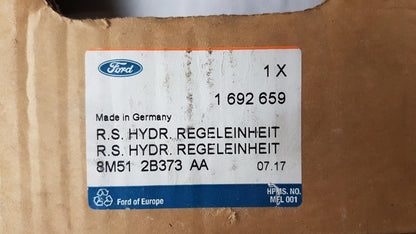 Ford
1 X
1 692 659
Made in Germany
R.S. HYDR. REGELEINHEIT
R.S. HYDR. REGELEINHEIT
8M51 2B373 AA 07.17
Ford of Europe
HPMS. NO.
MFL 001